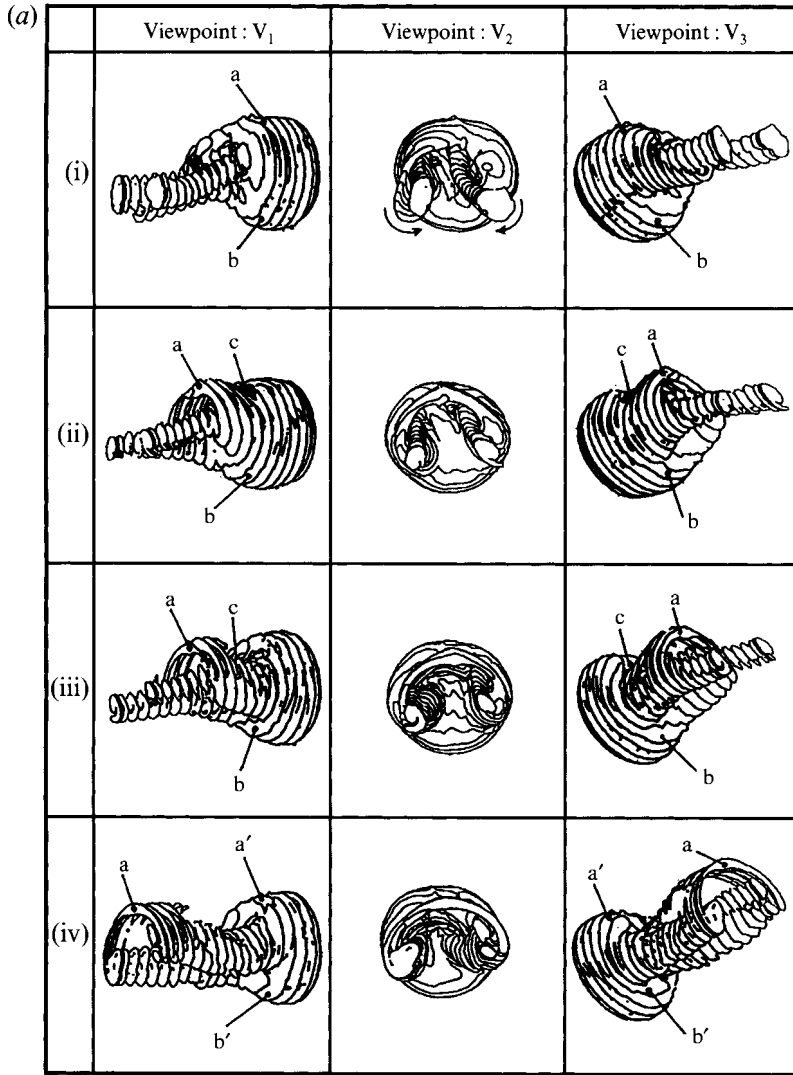 (a)
Viewpoint : V1 Viewpoint : V2 Viewpoint : V3
(i)
a
b
a
b
(ii)
a c
b
c a
b
(iii)
a c
b
c a
b
(iv)
a a′
b′
a′ a
b′